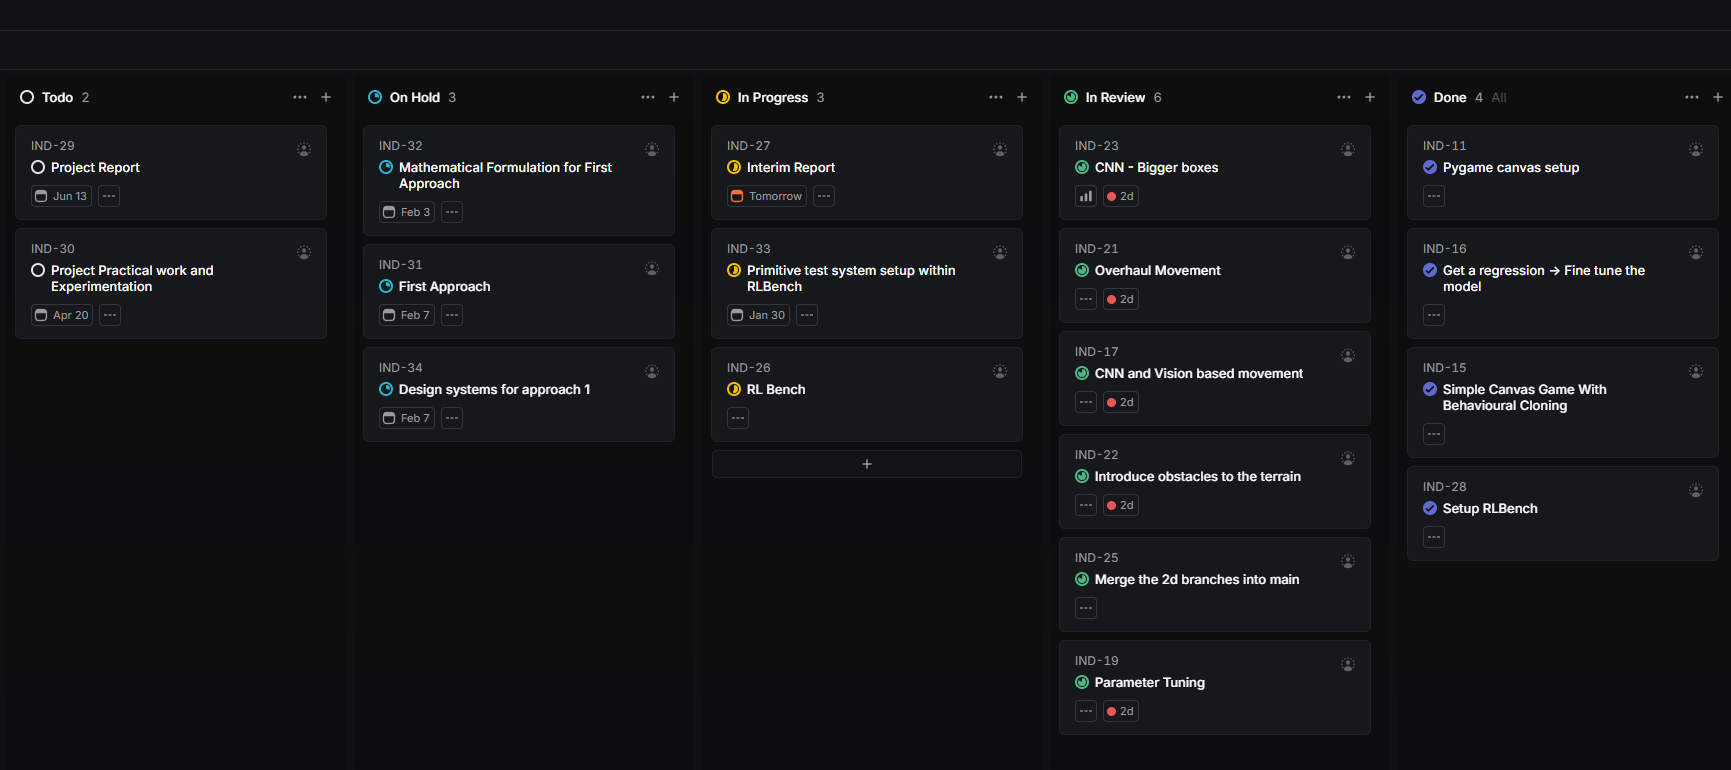 Todo 2
IND-29
Project Report
Jun 13
IND-30
Project Practical work and
Experimentation
Apr 20
On Hold 3
IND-32
Mathematical Formulation for First
Approach
Feb 3
IND-31
First Approach
Feb 7
IND-34
Design systems for approach 1
Feb 7
In Progress 3
IND-27
Interim Report
Tomorrow
IND-33
Primitive test system setup within
RLBench
Jan 30
IND-26
RL Bench
In Review 6
IND-23
CNN - Bigger boxes
2d
IND-21
Overhaul Movement
2d
IND-17
CNN and Vision based movement
2d
IND-22
Introduce obstacles to the terrain
2d
IND-25
Merge the 2d branches into main
IND-19
Parameter Tuning
2d
Done 4 All
IND-11
Pygame canvas setup
IND-16
Get a regression → Fine tune the
model
IND-15
Simple Canvas Game With
Behavioural Cloning
IND-28
Setup RLBench